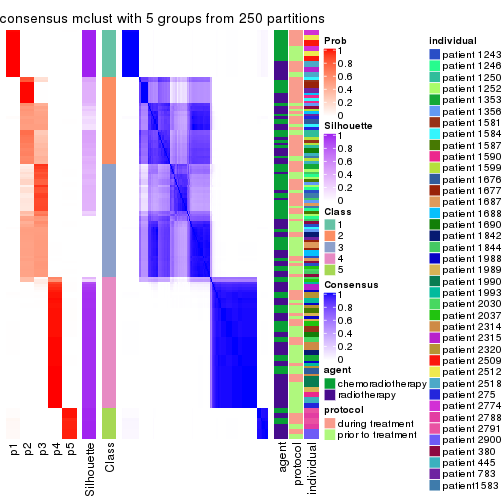 consensus mclust with 5 groups from 250 partitions
Prob
1
0.8
0.6
0.4
0.2
0
Silhouette
1
0.8
0.6
0.4
0.2
0
Class
1
2
3
4
5
Consensus
1
0.8
0.6
0.4
0.2
0
agent
chemoradiotherapy
radiotherapy
protocol
during treatment
prior to treatment
individual
patient 1243
patient 1246
patient 1250
patient 1252
patient 1353
patient 1356
patient 1581
patient 1584
patient 1587
patient 1590
patient 1599
patient 1676
patient 1677
patient 1687
patient 1688
patient 1690
patient 1842
patient 1844
patient 1988
patient 1989
patient 1990
patient 1993
patient 2030
patient 2037
patient 2314
patient 2315
patient 2320
patient 2509
patient 2512
patient 2518
patient 275
patient 2774
patient 2788
patient 2791
patient 2900
patient 380
patient 445
patient 783
patient1583
p1
p2
p3
p4
p5
Silhouette
Class
agent
protocol
individual